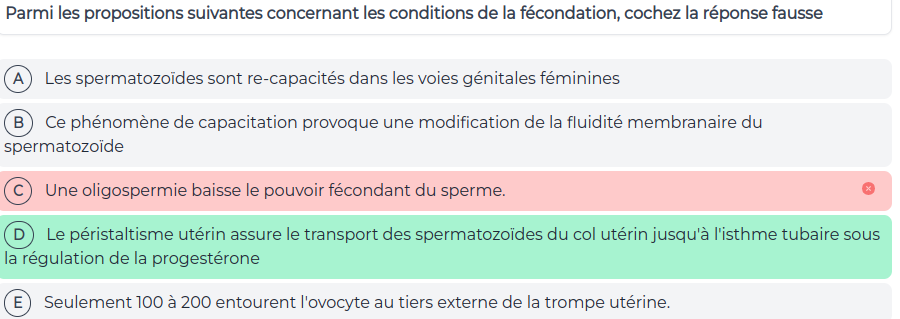 Parmi les propositions suivantes concernant les conditions de la fécondation, cochez la réponse fausse
A Les spermatozoïdes sont re-capacités dans les voies génitales féminines
B Ce phénomène de capacitation provoque une modification de la fluidité membranaire du
spermatozoïde
C Une oligospermie baisse le pouvoir fécondant du sperme.
D Le péristaltisme utérin assure le transport des spermatozoïdes du col utérin jusqu'à l'isthme tubaire sous
la régulation de la progestérone
E Seulement 100 à 200 entourent l'ovocyte au tiers externe de la trompe utérine.